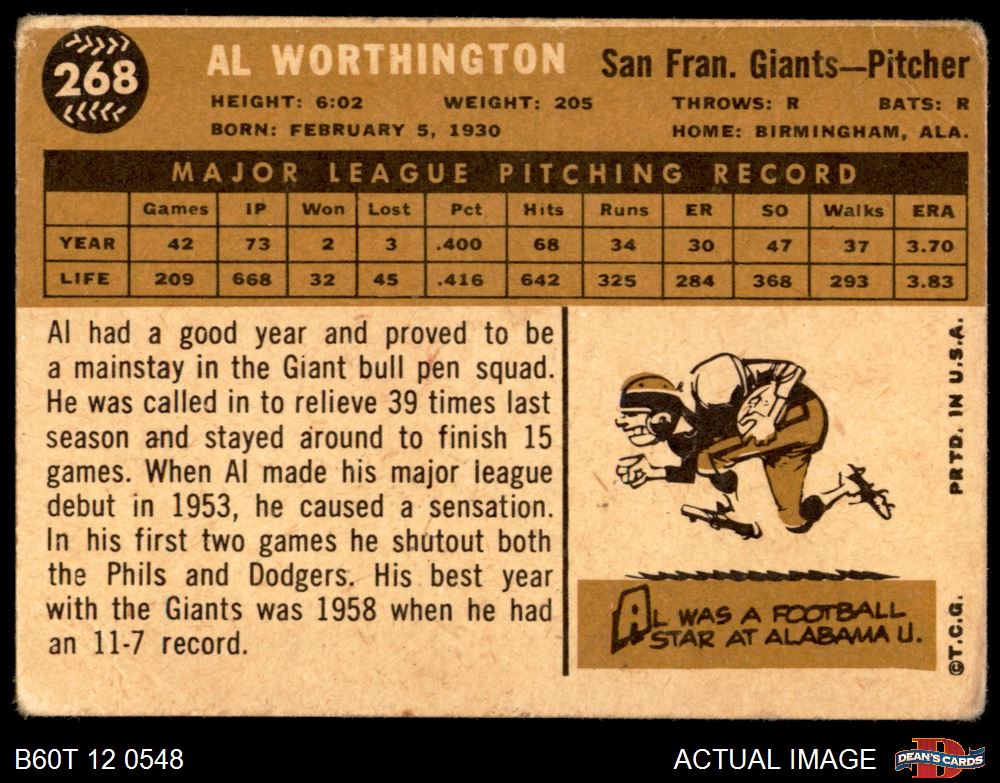 268
AL WORTHINGTON
San Fran. Giants—Pitcher
HEIGHT: 6:02 WEIGHT: 205 THROWS: R BATS: R
BORN: FEBRUARY 5, 1930 HOME: BIRMINGHAM, ALA.
MAJOR LEAGUE PITCHING RECORD
Games IP Won Lost Pct Hits Runs ER SO Walks ERA
YEAR 42 73 2 3 .400 68 34 30 47 37 3.70
LIFE 209 668 32 45 .416 642 325 284 368 293 3.83
Al had a good year and proved to be
a mainstay in the Giant bull pen squad.
He was called in to relieve 39 times last
season and stayed around to finish 15
games. When Al made his major league
debut in 1953, he caused a sensation.
In his first two games he shutout both
the Phils and Dodgers. His best year
with the Giants was 1958 when he had
an 11-7 record.
AL WAS A FOOTBALL
STAR AT ALABAMA U.
©T.C.G. PRTD. IN U.S.A.
B60T 12 0548
ACTUAL IMAGE
D
DEAN'S CARDS